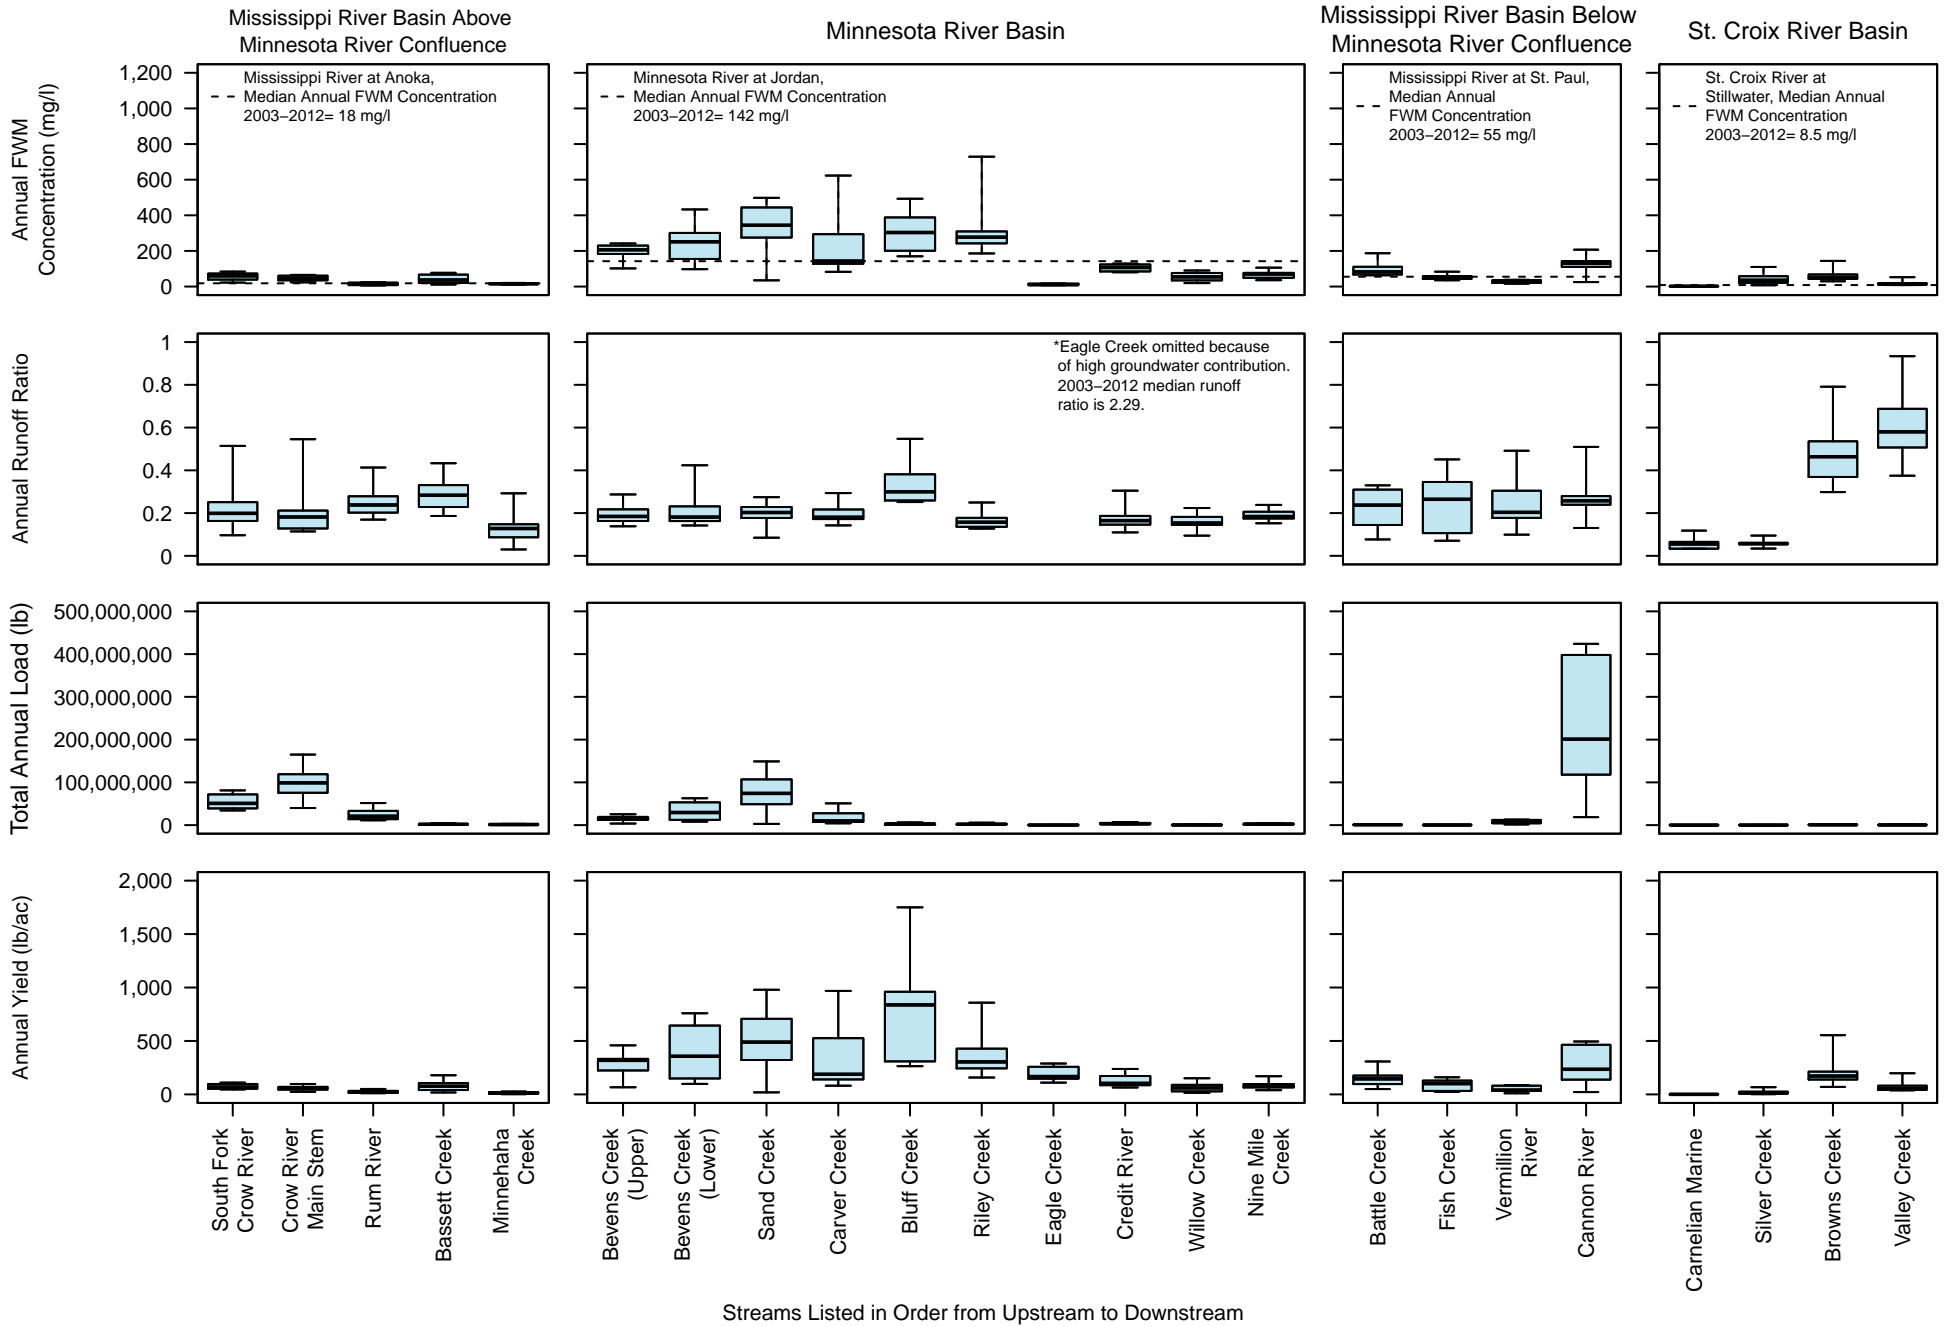 Mississippi River Basin Above
Minnesota River Confluence
Minnesota River Basin
Mississippi River Basin Below
Minnesota River Confluence
St. Croix River Basin
Annual FWM
Concentration (mg/l)
1,200
1,000
800
600
400
200
0
Mississippi River at Anoka,
Median Annual FWM Concentration
2003−2012= 18 mg/l
Minnesota River at Jordan,
Median Annual FWM Concentration
2003−2012= 142 mg/l
Mississippi River at St. Paul,
Median Annual
FWM Concentration
2003−2012= 55 mg/l
St. Croix River at
Stillwater, Median Annual
FWM Concentration
2003−2012= 8.5 mg/l
Annual Runoff Ratio
1
0.8
0.6
0.4
0.2
0
*Eagle Creek omitted because
of high groundwater contribution.
2003−2012 median runoff
ratio is 2.29.
Total Annual Load (lb)
500,000,000
400,000,000
300,000,000
200,000,000
100,000,000
0
Annual Yield (lb/ac)
2,000
1,500
1,000
500
0
South Fork
Crow River
Crow River
Main Stem
Rum River
Bassett Creek
Minnehaha
Creek
Bevens Creek
(Upper)
Bevens Creek
(Lower)
Sand Creek
Carver Creek
Bluff Creek
Riley Creek
Eagle Creek
Credit River
Willow Creek
Nine Mile
Creek
Battle Creek
Fish Creek
Vermillion
River
Cannon River
Carnelian Marine
Silver Creek
Browns Creek
Valley Creek
Streams Listed in Order from Upstream to Downstream